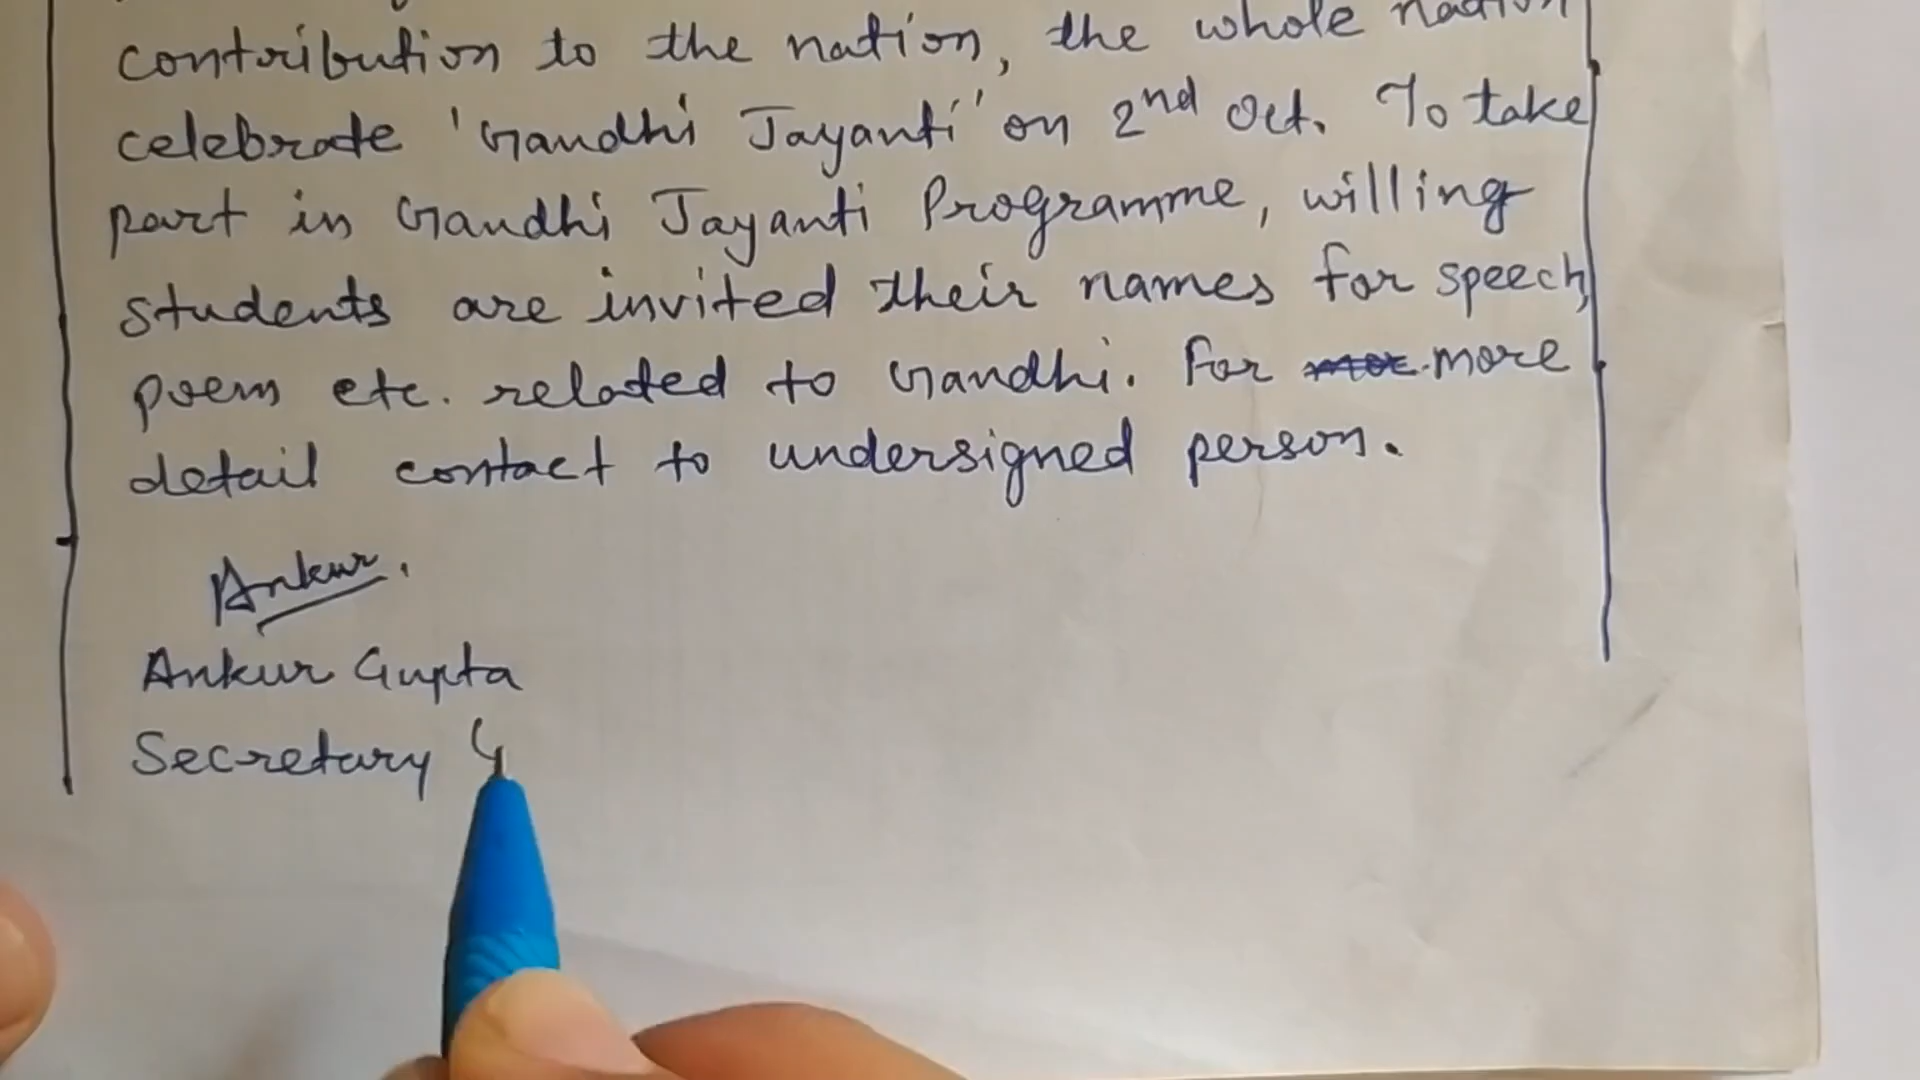 contribution to the nation, the whole nation
celebrate 'Gandhi Jayanti' on 2nd Oct. To take
part in Gandhi Jayanti Programme, willing
students are invited their names for speech,
poem etc. related to Gandhi. For more
detail contact to undersigned person.
Ankur.
Ankur Gupta
Secretary